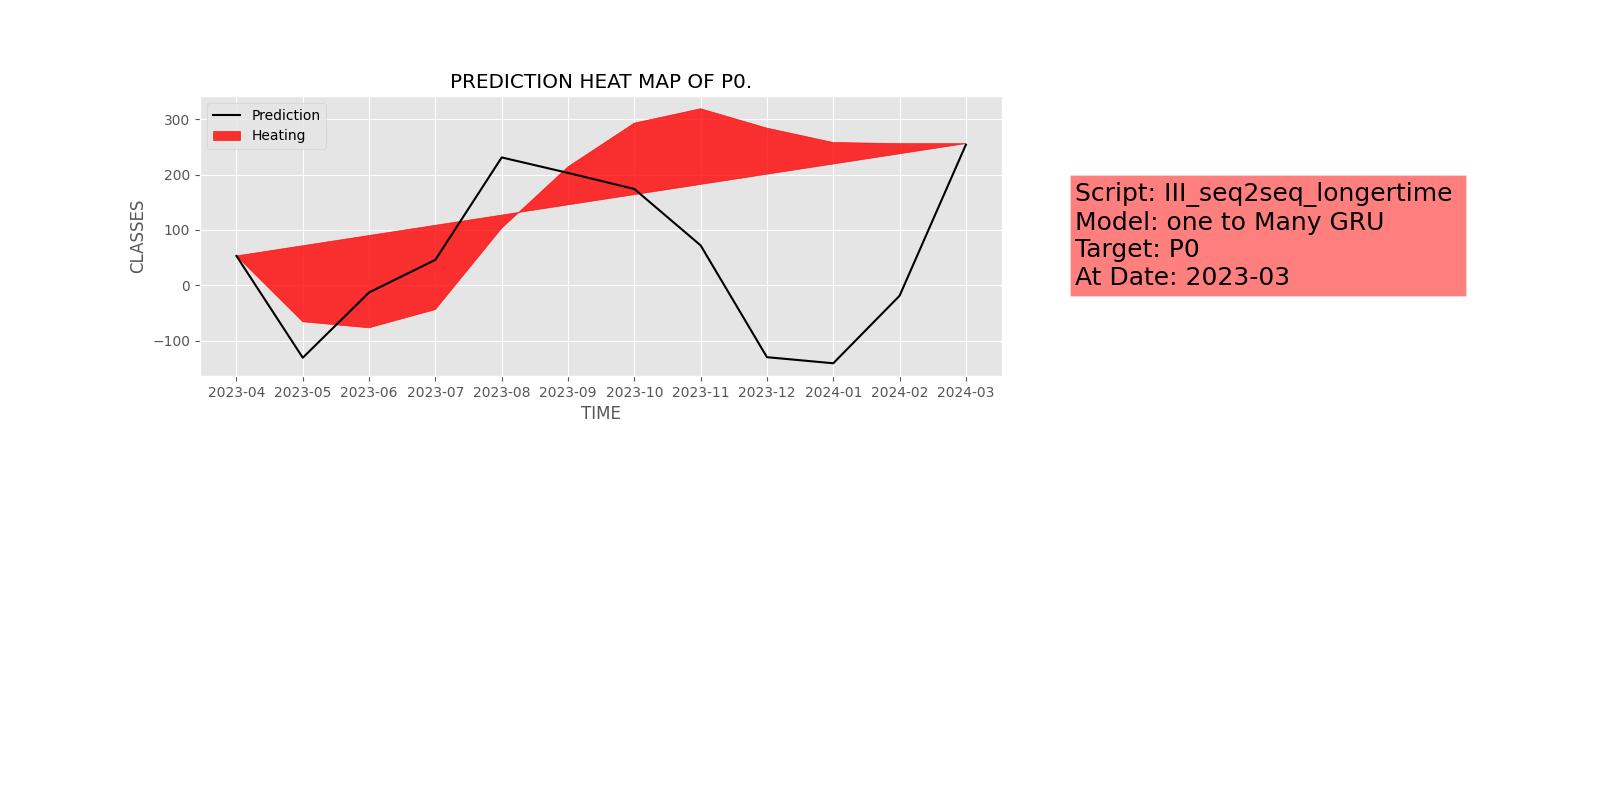 PREDICTION HEAT MAP OF P0.
Prediction
Heating
300
200
100
0
−100
CLASSES
2023-04 2023-05 2023-06 2023-07 2023-08 2023-09 2023-10 2023-11 2023-12 2024-01 2024-02 2024-03
TIME
Script: III_seq2seq_longertime
Model: one to Many GRU
Target: P0
At Date: 2023-03